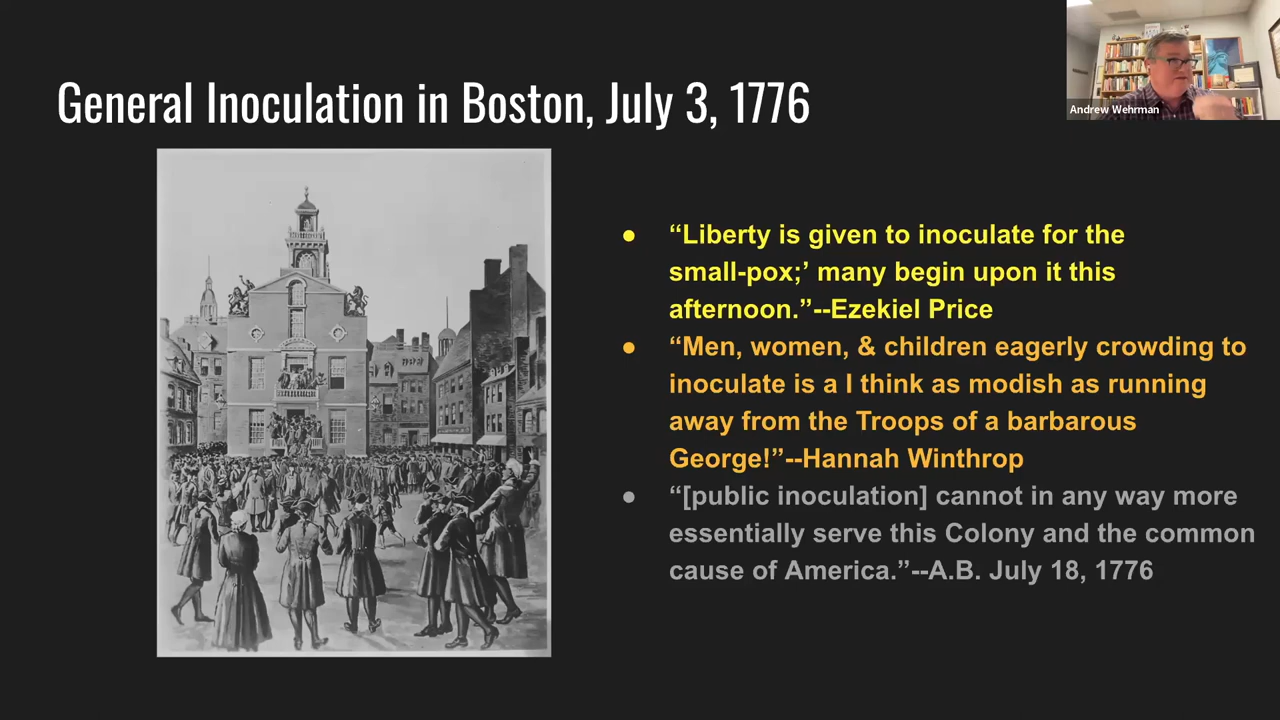 General Inoculation in Boston, July 3, 1776
Andrew Wehrman
● “Liberty is given to inoculate for the
small-pox;’ many begin upon it this
afternoon.”--Ezekiel Price
● “Men, women, & children eagerly crowding to
inoculate is a I think as modish as running
away from the Troops of a barbarous
George!”--Hannah Winthrop
● “[public inoculation] cannot in any way more
essentially serve this Colony and the common
cause of America.”--A.B. July 18, 1776